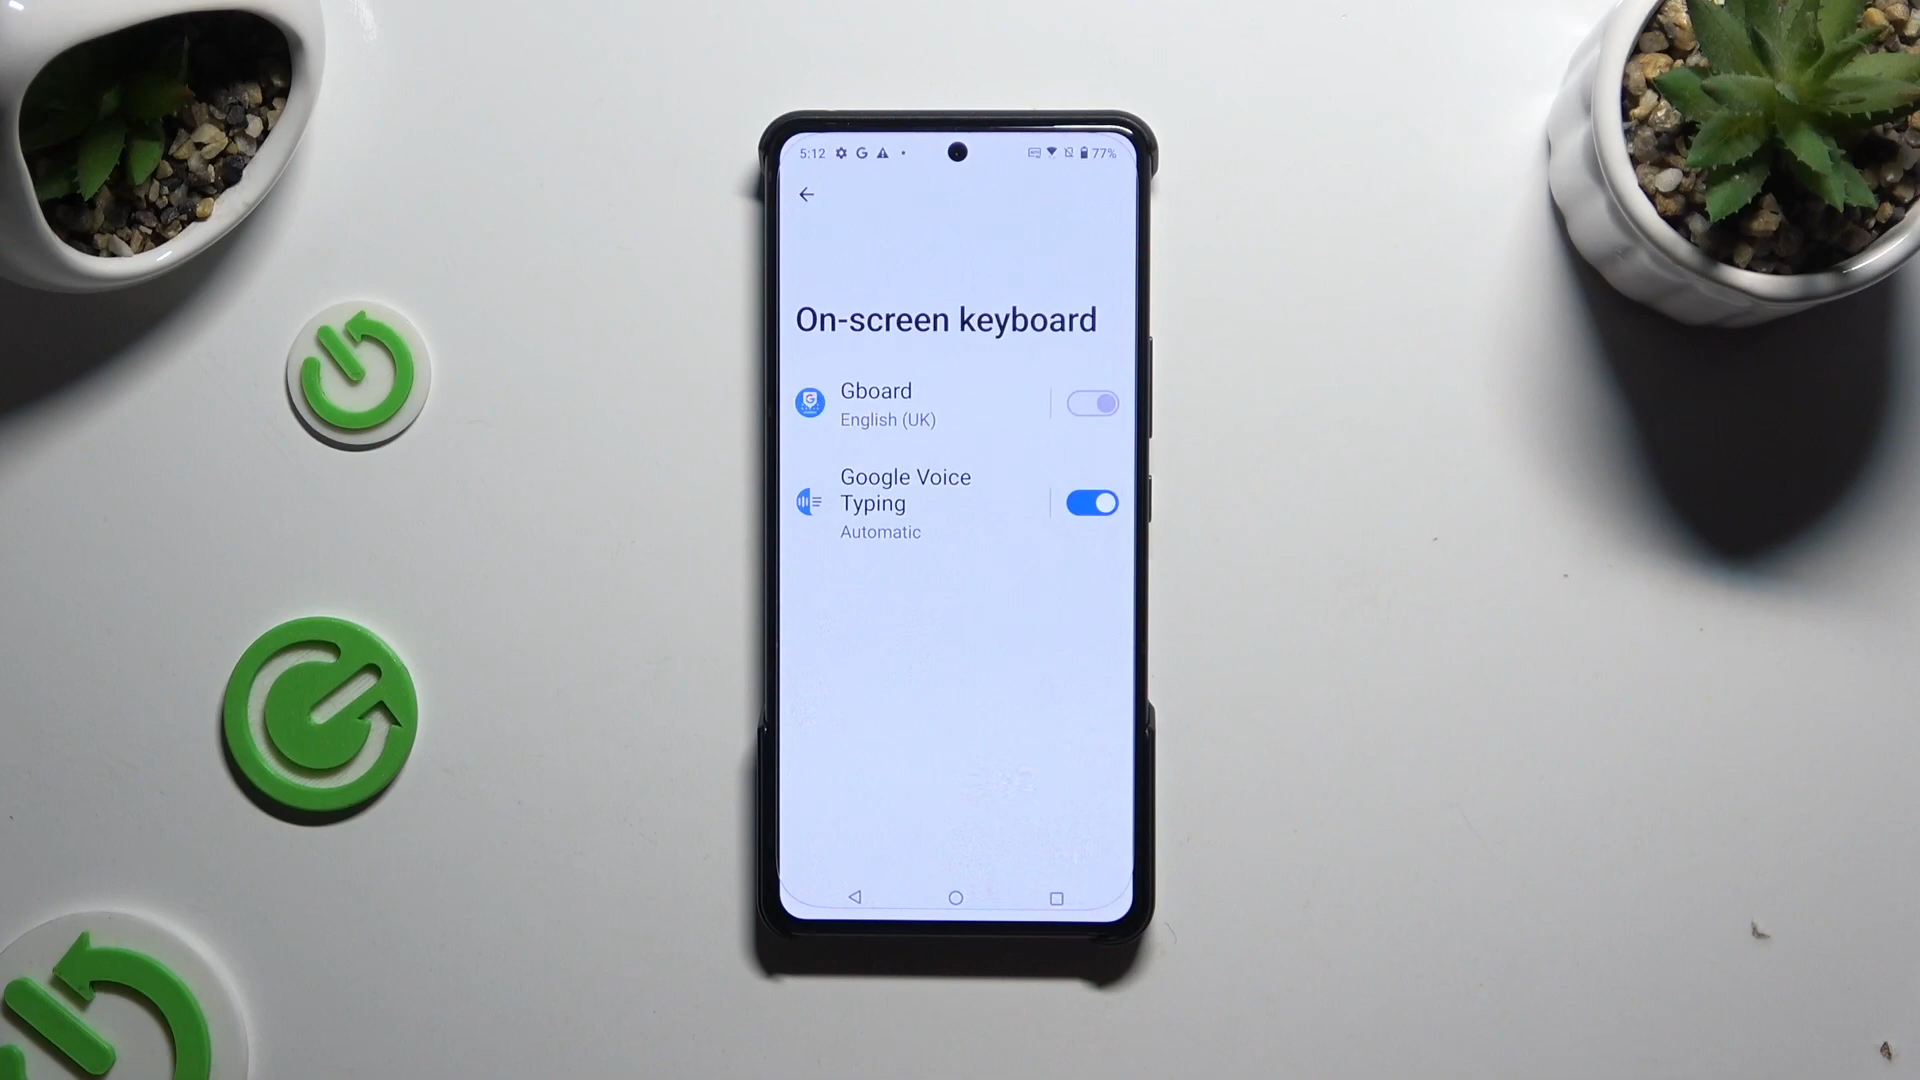 5:12
77%
On-screen keyboard
Gboard
English (UK)
Google Voice
Typing
Automatic